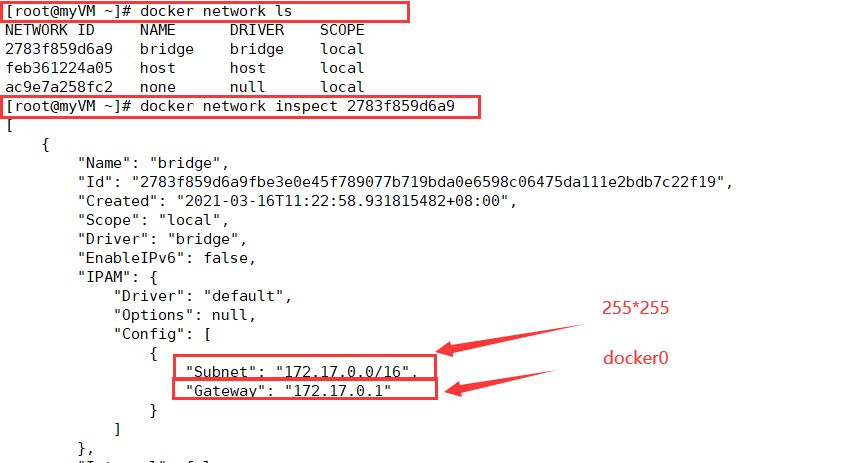 [root@myVM ~]# docker network ls
NETWORK ID     NAME      DRIVER    SCOPE
2783f859d6a9   bridge    bridge    local
feb361224a05   host      host      local
ac9e7a258fc2   none      null      local
[root@myVM ~]# docker network inspect 2783f859d6a9
[
    {
        "Name": "bridge",
        "Id": "2783f859d6a9fbe3e0e45f789077b719bda0e6598c06475da111e2bdb7c22f19",
        "Created": "2021-03-16T11:22:58.931815482+08:00",
        "Scope": "local",
        "Driver": "bridge",
        "EnableIPv6": false,
        "IPAM": {
            "Driver": "default",
            "Options": null,
            "Config": [
                {
                    "Subnet": "172.17.0.0/16",
                    "Gateway": "172.17.0.1"
                }
            ]
        },
255*255
docker0